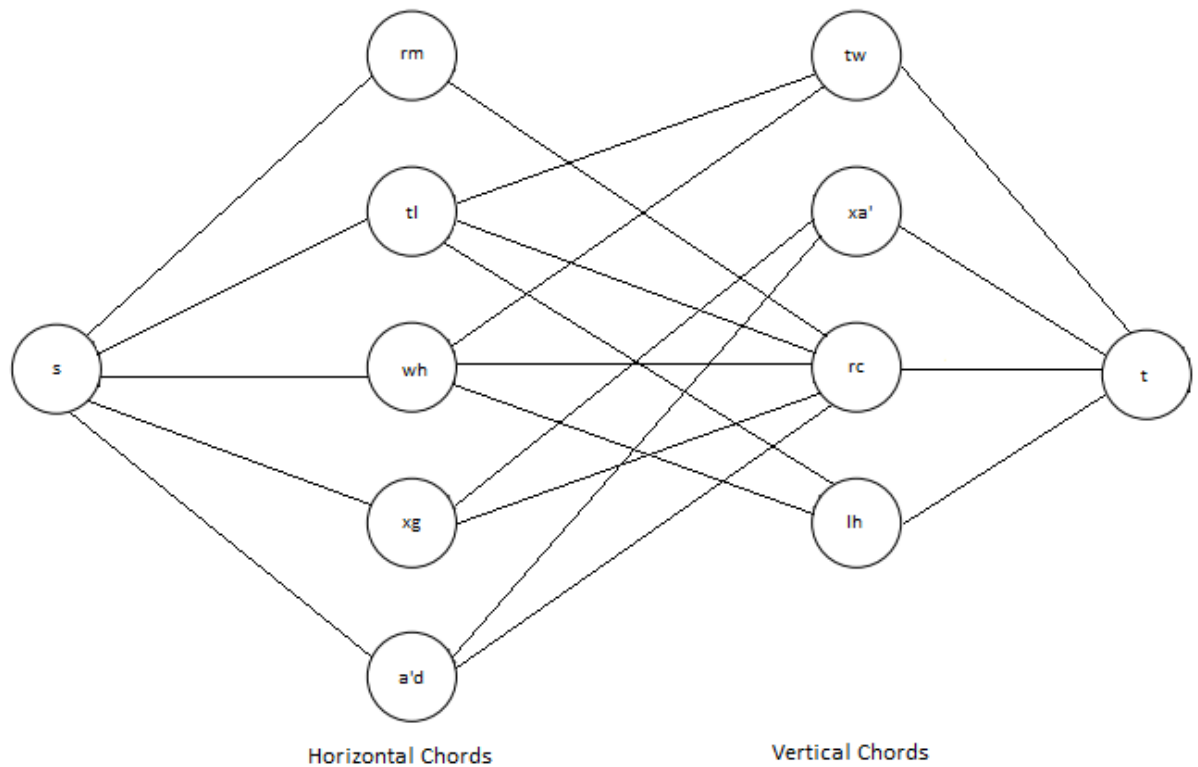 rm
tw
tl
xa'
s
wh
rc
t
xg
lh
a'd
Horizontal Chords
Vertical Chords